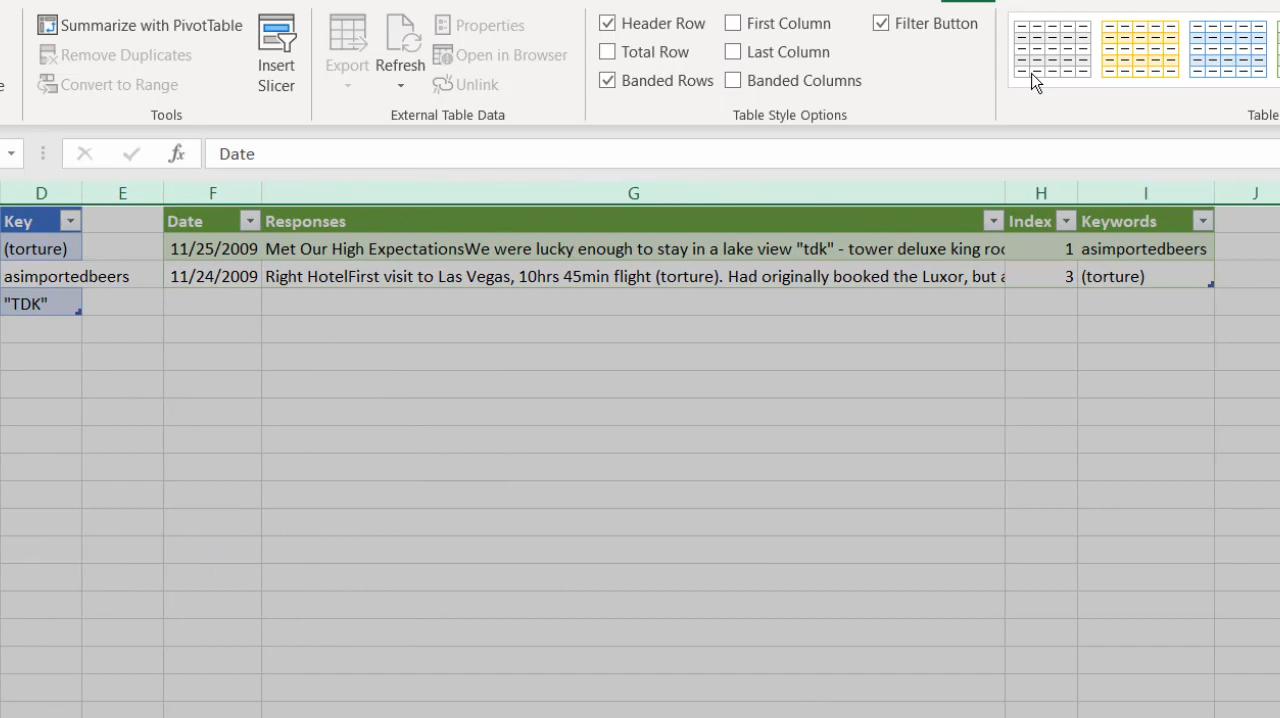 Summarize with PivotTable
Remove Duplicates
Convert to Range
Tools
Insert
Slicer
Export
Refresh
Properties
Open in Browser
Unlink
External Table Data
Header Row
Total Row
Banded Rows
First Column
Last Column
Banded Columns
Filter Button
Table Style Options
Table
fx Date
D E F G H I J
Key Date Responses Index Keywords
(torture) 11/25/2009 Met Our High ExpectationsWe were lucky enough to stay in a lake view "tdk" - tower deluxe king 1 asimportedbeers
asimportedbeers 11/24/2009 Right HotelFirst visit to Las Vegas, 10hrs 45min flight (torture). Had originally booked the Luxor, but 3 (torture)
"TDK"